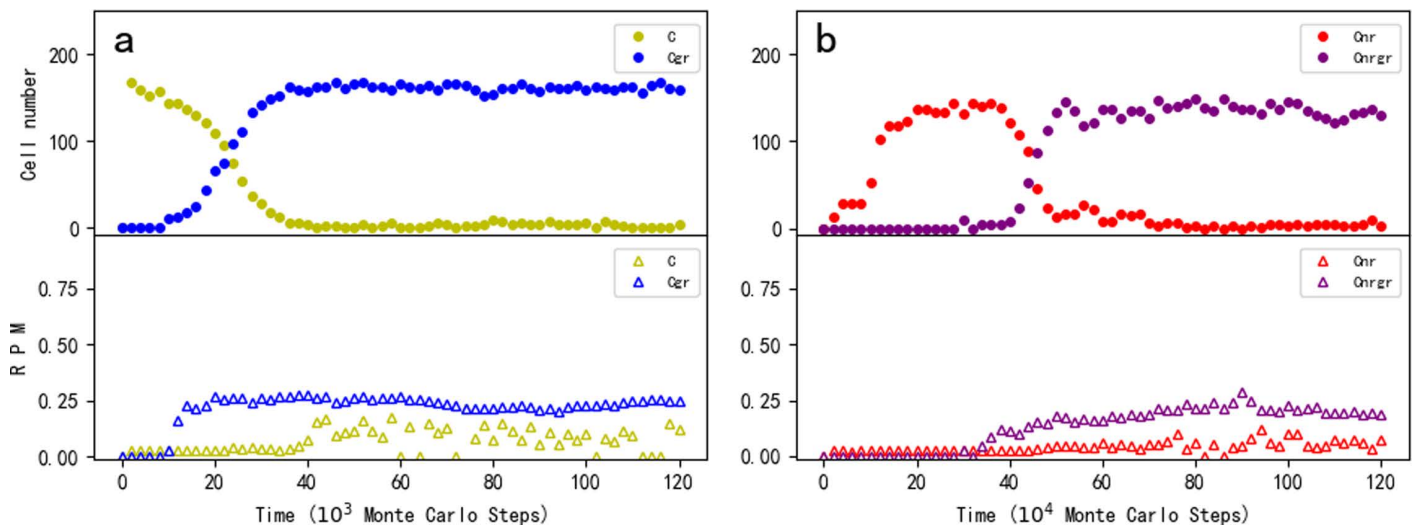 a
C
Cgr
200
100
0
Cell number
C
Cgr
0.75
0.50
0.25
0.00
R P M
0 20 40 60 80 100 120
Time (10³ Monte Carlo Steps)
b
Cnr
Cnrgr
200
100
0
Cnr
Cnrgr
0.75
0.50
0.25
0.00
0 20 40 60 80 100 120
Time (10⁴ Monte Carlo Steps)